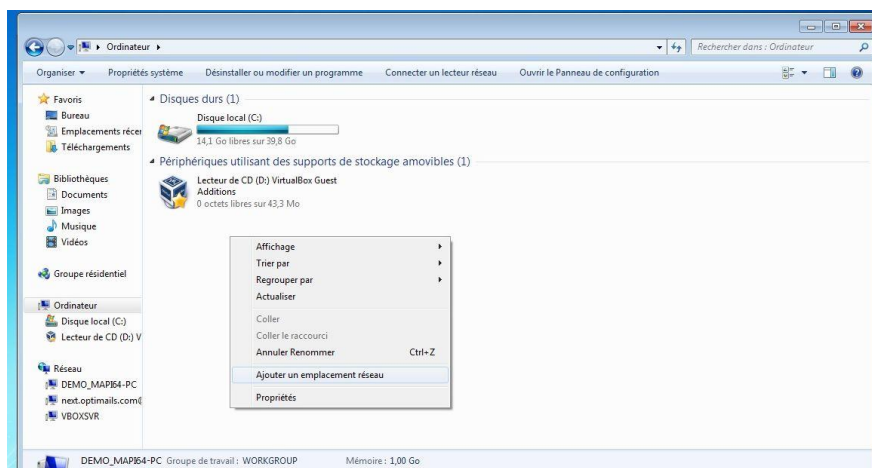 Ordinateur
Rechercher dans : Ordinateur
Organiser
Propriétés système
Désinstaller ou modifier un programme
Connecter un lecteur réseau
Ouvrir le Panneau de configuration
Favoris
Bureau
Emplacements récer
Téléchargements
Bibliothèques
Documents
Images
Musique
Vidéos
Groupe résidentiel
Ordinateur
Disque local (C:)
Lecteur de CD (D:) V
Réseau
DEMO_MAPI64-PC
next.optimails.com(
VBOXSVR
Disques durs (1)
Disque local (C:)
14,1 Go libres sur 39,8 Go
Périphériques utilisant des supports de stockage amovibles (1)
Lecteur de CD (D:) VirtualBox Guest
Additions
0 octets libres sur 43,3 Mo
Affichage
Trier par
Regrouper par
Actualiser
Coller
Coller le raccourci
Annuler Renommer Ctrl+Z
Ajouter un emplacement réseau
Propriétés
DEMO_MAPI64-PC Groupe de travail : WORKGROUP Mémoire : 1,00 Go